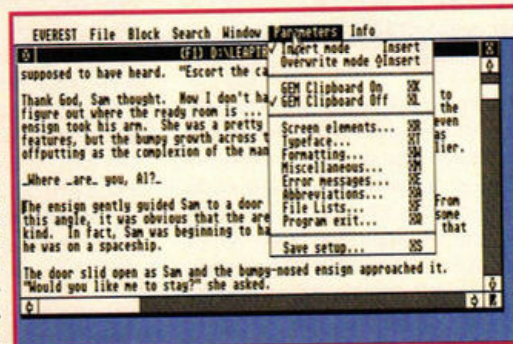 EVEREST File Block Search Window Parameters Info
(F1) D:\LEAPIR
supposed to have heard. "Escort the ca
Thank God, Sam thought. Now I don't ha
figure out where the ready room is ...
ensign took his arm. She was a pretty
features, but the bumpy growth across t
offputting as the complexion of the man
_Where _are_ you, Al?_
The ensign gently guided Sam to a door
this angle, it was obvious that the are
kind. In fact, Sam was beginning to ha
he was on a spaceship.
The door slid open as Sam and the bumpy-nosed ensign approached it.
"Would you like me to stay?" she asked.
✓ Insert mode Insert
Overwrite mode ⇧Insert
GEM Clipboard On ⌘K
✓ GEM Clipboard Off ⌘L
Screen elements... ⌘R
Typeface... ⌘T
Formatting... ⌘W
Miscellaneous... ⌘M
Error messages... ⌘E
Abbreviations... ⌘A
File Lists... ⌘F
Program exit... ⌘Q
Save setup... ⌘S
to
the
even
as
lier.
From
some
that